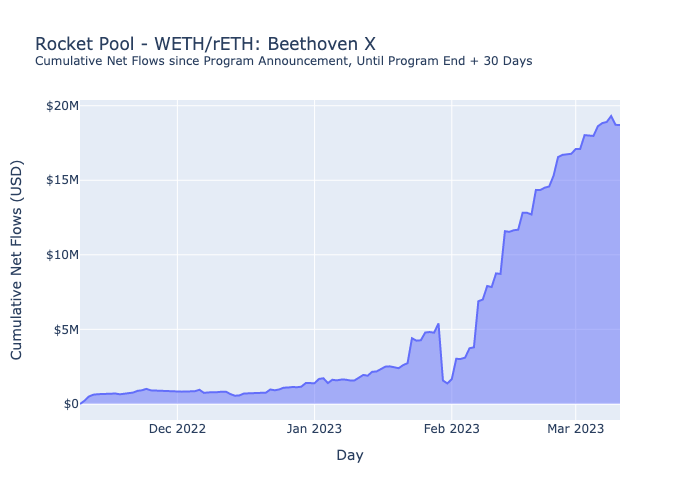 Rocket Pool - WETH/rETH: Beethoven X
Cumulative Net Flows since Program Announcement, Until Program End + 30 Days
Cumulative Net Flows (USD)
$20M
$15M
$10M
$5M
$0
Dec 2022
Jan 2023
Feb 2023
Mar 2023
Day